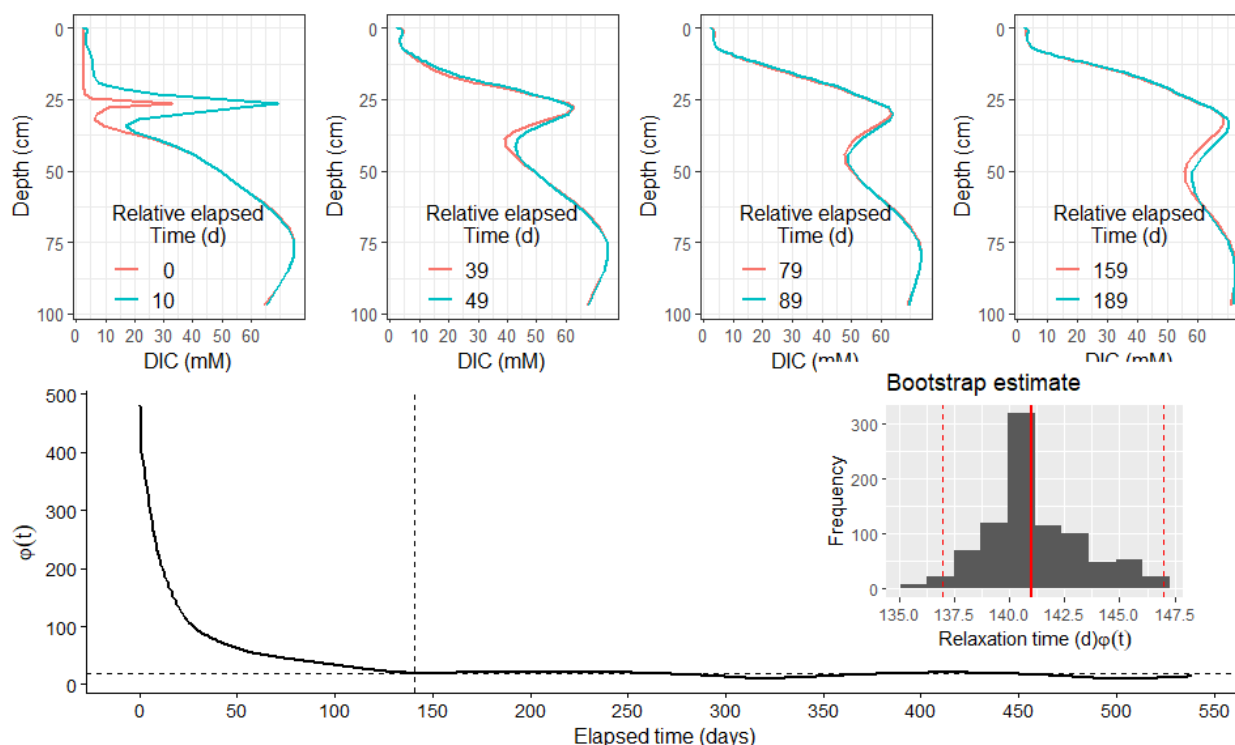 0
25
50
75
100
Depth (cm)
Relative elapsed
Time (d)
0
10
0 10 20 30 40 50 60
DIC (mM)
0
25
50
75
100
Depth (cm)
Relative elapsed
Time (d)
39
49
0 10 20 30 40 50 60
DIC (mM)
0
25
50
75
100
Depth (cm)
Relative elapsed
Time (d)
79
89
0 10 20 30 40 50 60
DIC (mM)
0
25
50
75
100
Depth (cm)
Relative elapsed
Time (d)
159
189
0 10 20 30 40 50 60
DIC (mM)
500
400
300
200
100
0
φ(t)
0 50 100 150 200 250 300 350 400 450 500 550
Elapsed time (days)
Bootstrap estimate
300
200
100
0
Frequency
135.0 137.5 140.0 142.5 145.0 147.5
Relaxation time (d)φ(t)